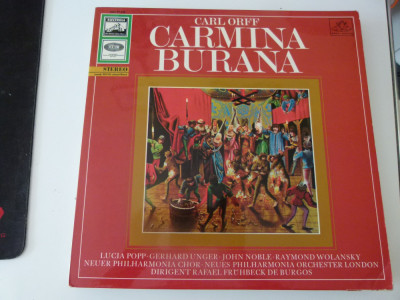 CARL ORFF
CARMINA
BURANA
STEREO
LUCIA POPP · GERHARD UNGER · JOHN NOBLE · RAYMOND WOLANSKY
NEUER PHILHARMONIA CHOR · NEUES PHILHARMONIA ORCHESTER LONDON
DIRIGENT RAFAEL FRÜHBECK DE BURGOS